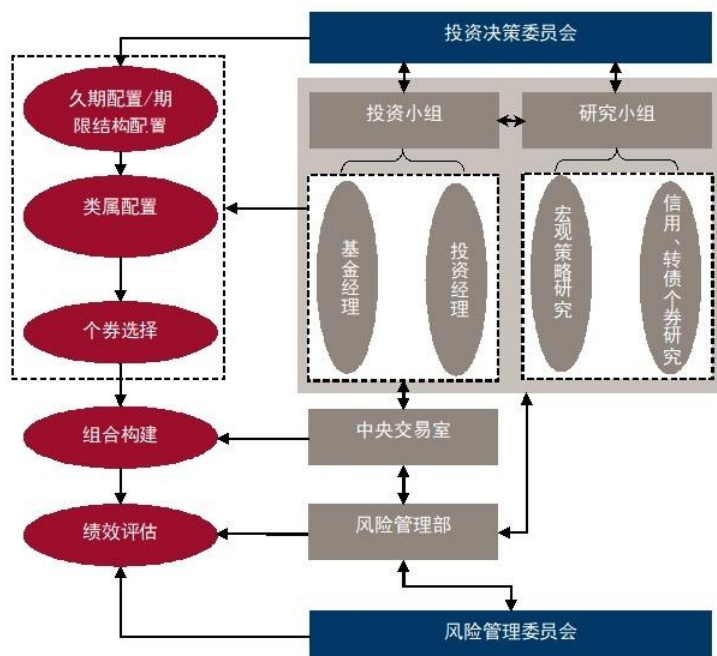 投资决策委员会
久期配置/期
限结构配置
投资小组
研究小组
类属配置
基金经理
投资经理
宏观策略研究
信用、转债个券研究
个券选择
组合构建
中央交易室
绩效评估
风险管理部
风险管理委员会